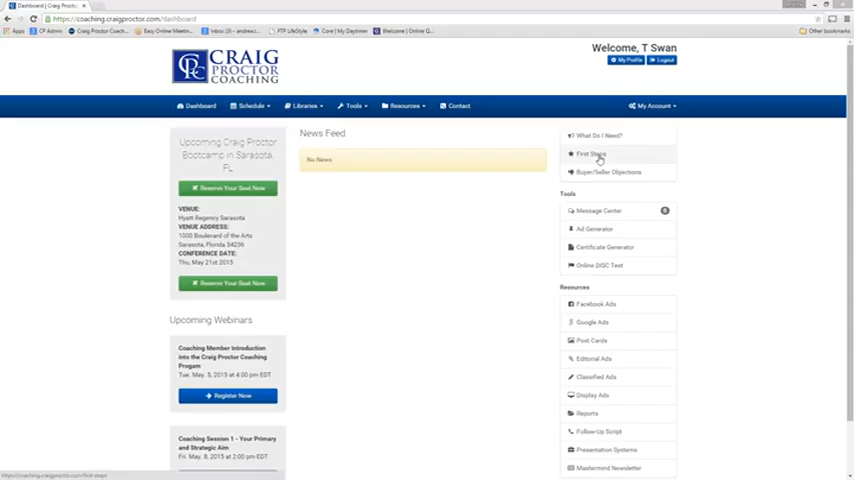 Dashboard | Craig Proctor
https://coaching.craigproctor.com/dashboard
Apps
CP Admin
Craig Proctor Coach...
Easy Online Meetin...
Inbox (3) - andrea.c...
FTP LifeStyle
Core | My Daytimer
Welcome | Online Q...
Other bookmarks
CRAIG
PROCTOR
COACHING
Welcome, T Swan
My Profile
Logout
Dashboard
Schedule
Libraries
Tools
Resources
Contact
My Account
Upcoming Craig Proctor
Bootcamp in Sarasota,
FL
Reserve Your Seat Now
VENUE:
Hyatt Regency Sarasota
VENUE ADDRESS:
1000 Boulevard of the Arts
Sarasota, Florida 34236
CONFERENCE DATE:
Thu, May 21st 2015
Reserve Your Seat Now
Upcoming Webinars
Coaching Member Introduction
into the Craig Proctor Coaching
Progam
Tue. May. 5, 2015 at 4:00 pm EDT
Register Now
Coaching Session 1 - Your Primary
and Strategic Aim
Fri. May. 8, 2015 at 2:00 pm EDT
News Feed
No News
What Do I Need?
First Steps
Buyer/Seller Objections
Tools
Message Center
0
Ad Generator
Certificate Generator
Online DISC Test
Resources
Facebook Ads
Google Ads
Post Cards
Editorial Ads
Classified Ads
Display Ads
Reports
Follow-Up Script
Presentation Systems
Mastermind Newsletter
https://coaching.craigproctor.com/first-steps